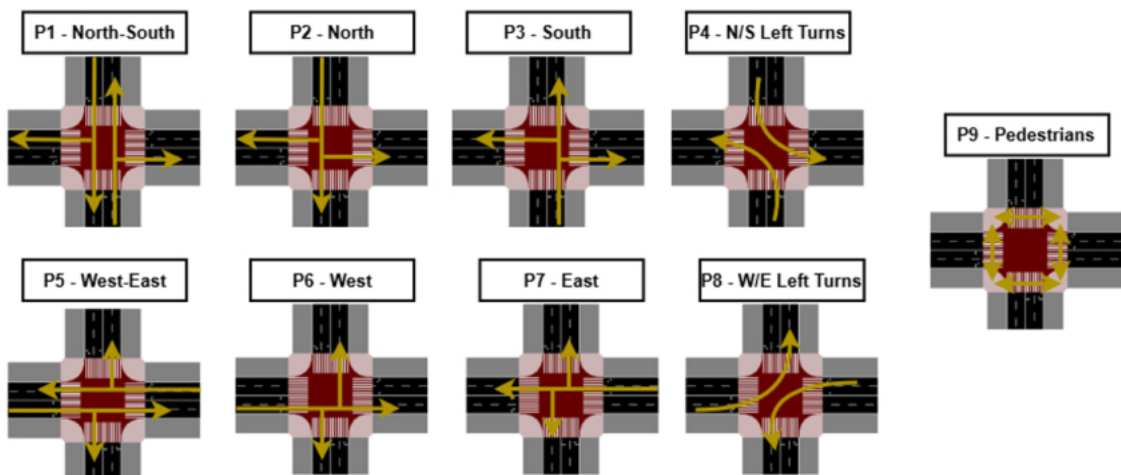 P1 - North-South
P2 - North
P3 - South
P4 - N/S Left Turns
P9 - Pedestrians
P5 - West-East
P6 - West
P7 - East
P8 - W/E Left Turns